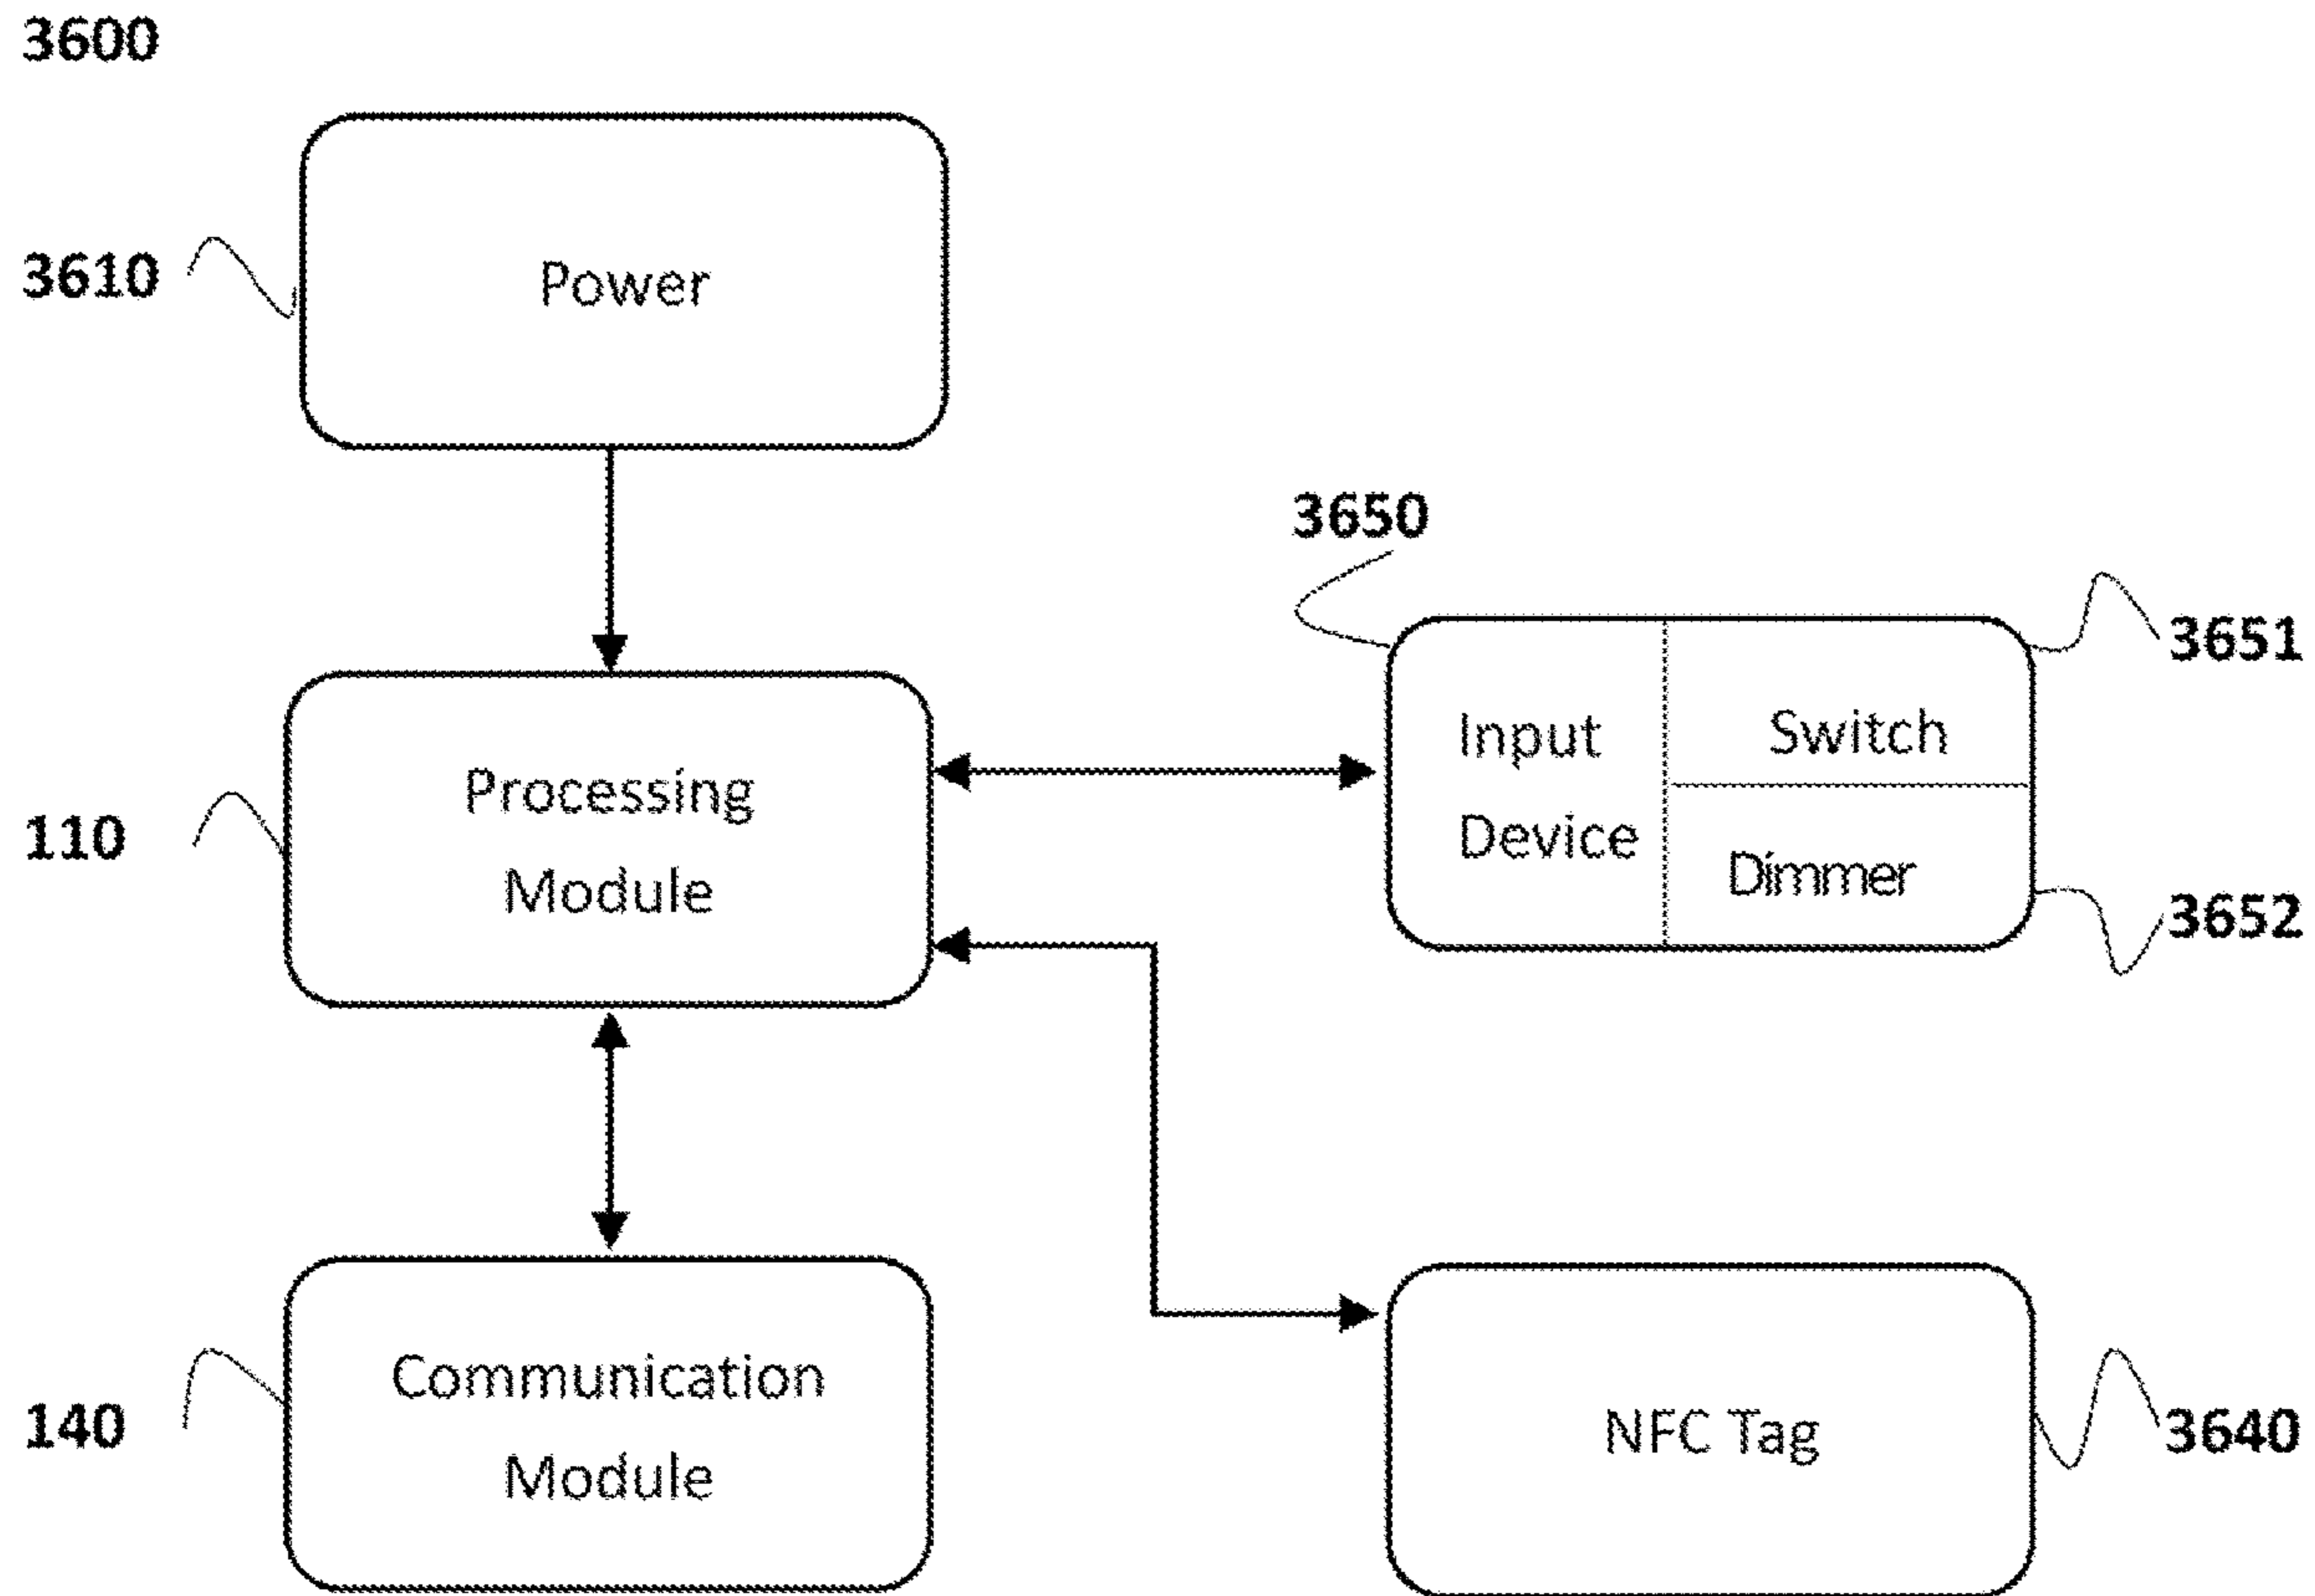 3600
3610
Power
3650
3651
Input
Device
Switch
Dimmer
3652
110
Processing
Module
140
Communication
Module
NFC Tag
3640